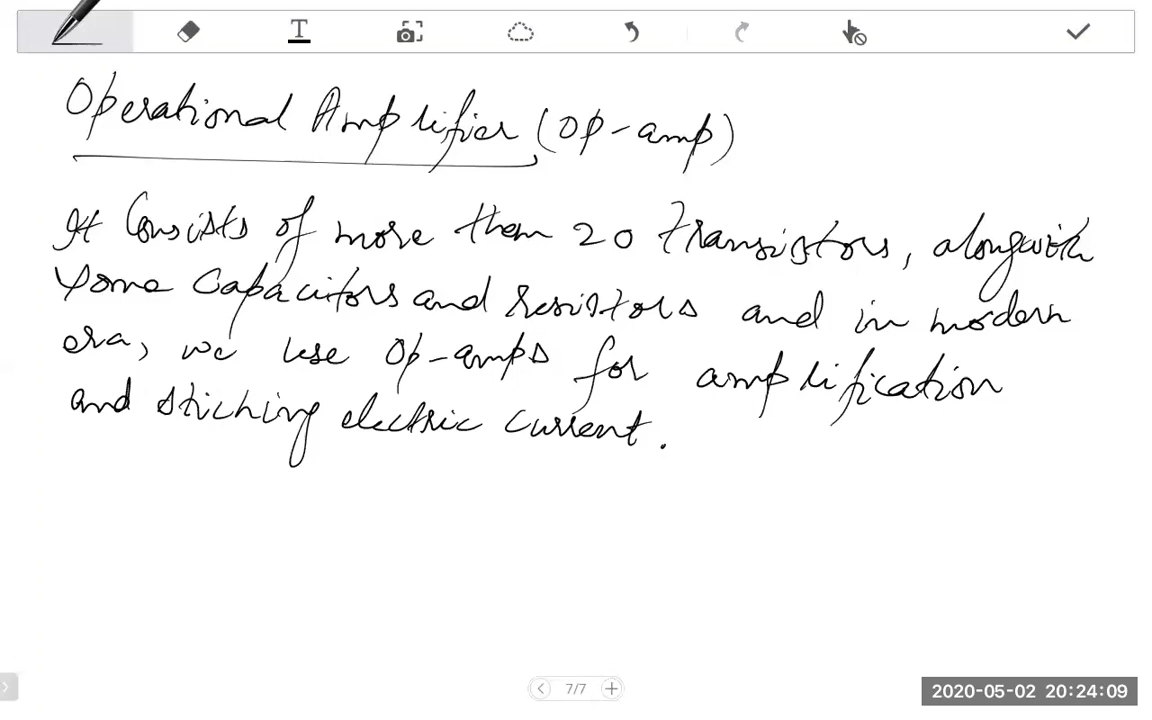 T
Operational Amplifier (Op-amp)
It Consists of more them 20 Transistors, alongwith
Some Capacitors and resistors and in modern
era, we use Op-amps for amplification
and stiching electric current.
7/7
2020-05-02 20:24:09